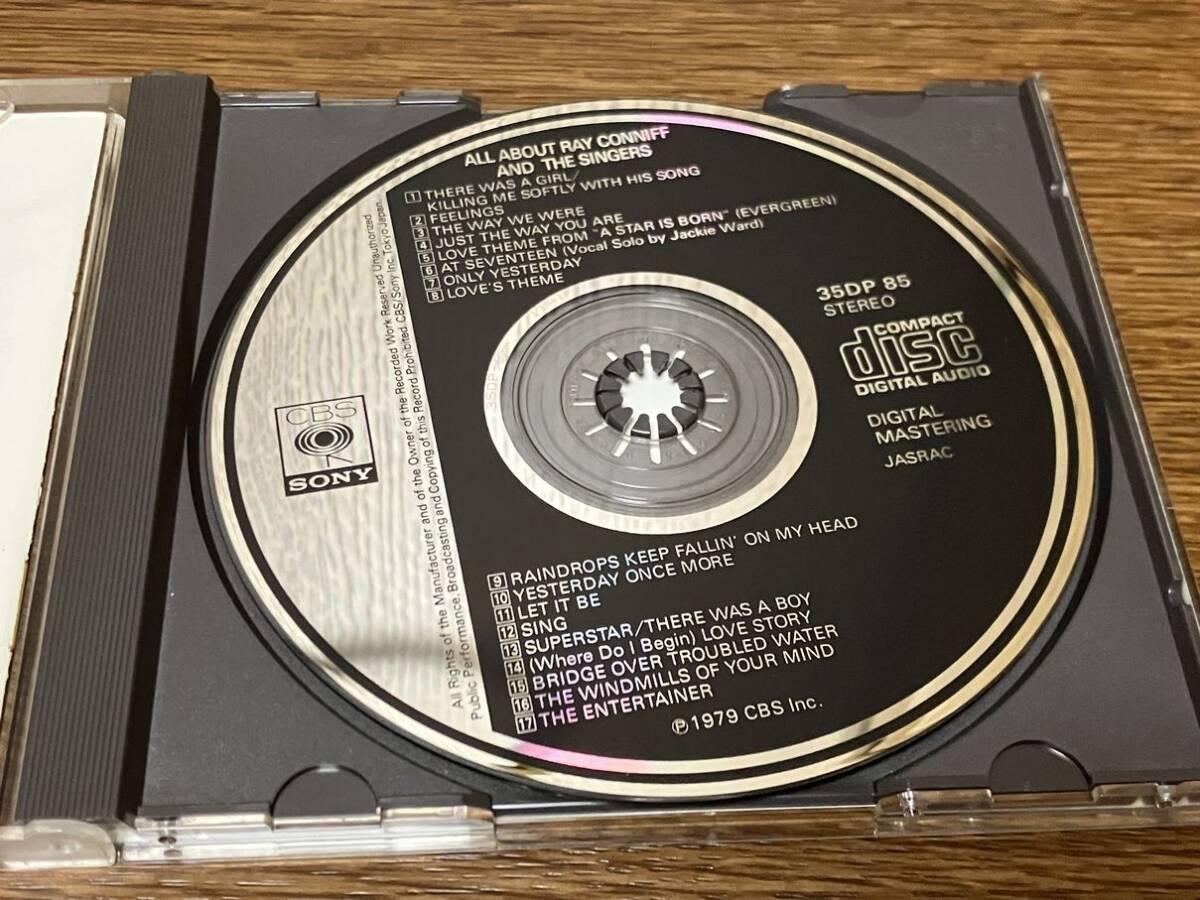 ALL ABOUT RAY CONNIFF
AND THE SINGERS
1 THERE WAS A GIRL/
KILLING ME SOFTLY WITH HIS SONG
2 FEELINGS
3 THE WAY WE WERE
4 JUST THE WAY YOU ARE
5 LOVE THEME FROM "A STAR IS BORN" (EVERGREEN)
6 AT SEVENTEEN (Vocal Solo by Jackie Ward)
7 ONLY YESTERDAY
8 LOVE'S THEME
35DP 85
STEREO
COMPACT
disc
DIGITAL AUDIO
DIGITAL
MASTERING
JASRAC
CBS
SONY
All Rights of the Manufacturer and of the Owner of the Recorded Work Reserved Unauthorized
Public Performance, Broadcasting and Copying of this Record Prohibited. CBS/Sony Inc. Tokyo Japan.
35DP-
9 RAINDROPS KEEP FALLIN' ON MY HEAD
10 YESTERDAY ONCE MORE
11 LET IT BE
12 SING
13 SUPERSTAR/THERE WAS A BOY
14 (Where Do I Begin) LOVE STORY
15 BRIDGE OVER TROUBLED WATER
16 THE WINDMILLS OF YOUR MIND
17 THE ENTERTAINER
℗1979 CBS Inc.